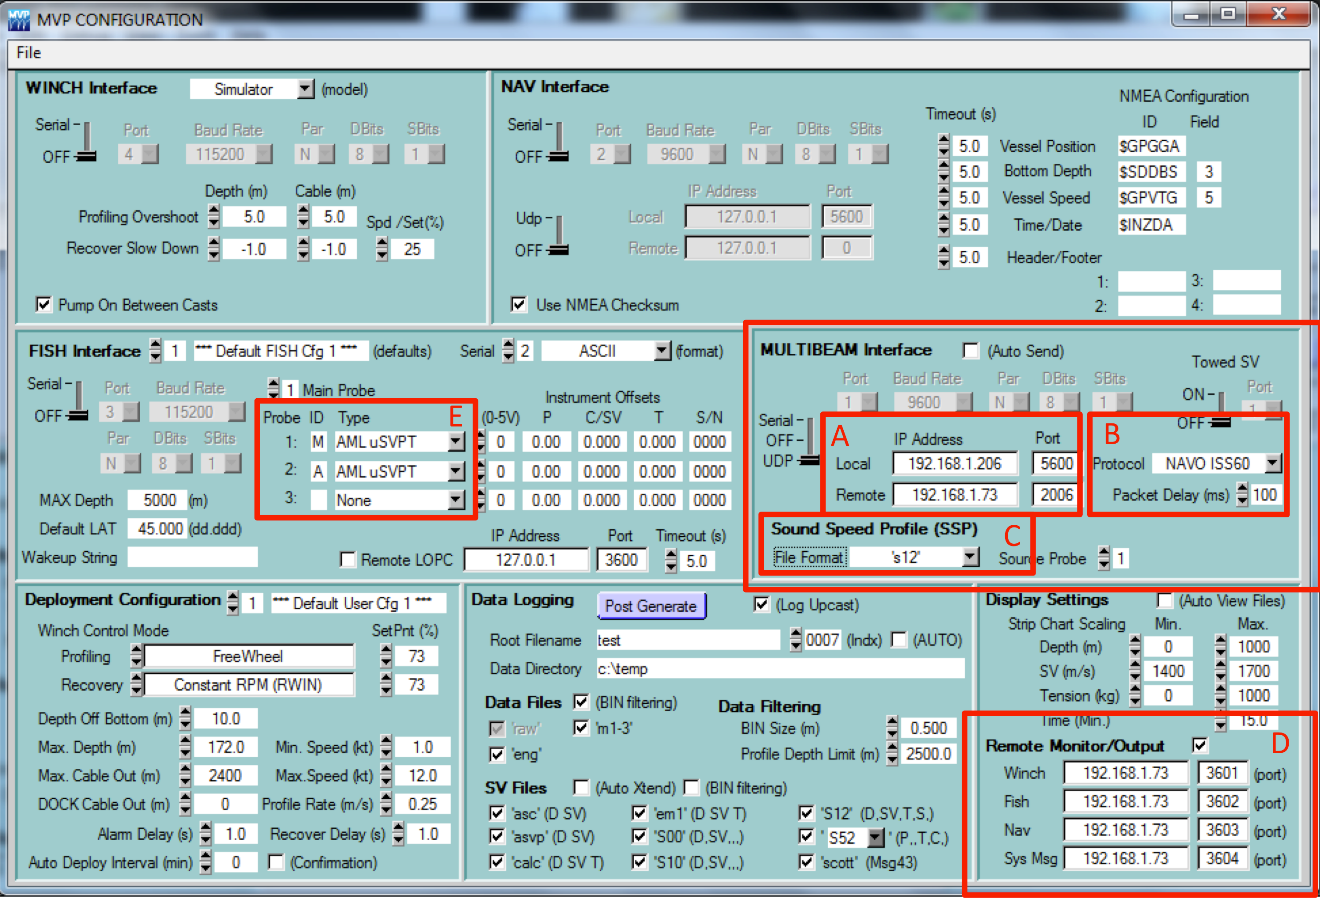 MVP CONFIGURATION
File
WINCH Interface
Simulator
(model)
Serial
OFF
Port
4
Baud Rate
115200
Par
N
DBits
8
SBits
1
Depth (m)
Cable (m)
Profiling Overshoot
5.0
5.0
Spd /Set(%)
Recover Slow Down
-1.0
-1.0
25
Pump On Between Casts
NAV Interface
Serial
OFF
Port
2
Baud Rate
9600
Par
N
DBits
8
SBits
1
IP Address
Port
Udp
OFF
Local
127.0.0.1
5600
Remote
127.0.0.1
0
Use NMEA Checksum
NMEA Configuration
Timeout (s)
ID
Field
5.0
Vessel Position
$GPGGA
5.0
Bottom Depth
$SDDBS
3
5.0
Vessel Speed
$GPVTG
5
5.0
Time/Date
$INZDA
5.0
Header/Footer
1:
3:
2:
4:
FISH Interface
1
*** Default FISH Cfg 1 ***
(defaults)
Serial
2
ASCII
(format)
Serial
OFF
Port
3
Baud Rate
115200
Par
N
DBits
8
SBits
1
1
Main Probe
Instrument Offsets
Probe
ID
Type
E
(0-5V)
P
C/SV
T
S/N
1:
M
AML uSVPT
0
0.00
0.000
0.000
0000
2:
A
AML uSVPT
0
0.00
0.000
0.000
0000
3:
None
0
0.00
0.000
0.000
0000
MAX Depth
5000
(m)
Default LAT
45.000
(dd.ddd)
Wakeup String
IP Address
Port
Timeout (s)
Remote LOPC
127.0.0.1
3600
5.0
MULTIBEAM Interface
(Auto Send)
Towed SV
ON
OFF
Port
1
Port
1
Baud Rate
9600
Par
N
DBits
8
SBits
1
Serial
OFF
UDP
A
IP Address
Port
Local
192.168.1.206
5600
Remote
192.168.1.73
2006
B
Protocol
NAVO ISS60
Packet Delay (ms)
100
Sound Speed Profile (SSP)
C
File Format
's12'
Source Probe
1
Deployment Configuration
1
*** Default User Cfg 1 ***
Winch Control Mode
SetPnt (%)
Profiling
FreeWheel
73
Recovery
Constant RPM (RWIN)
73
Depth Off Bottom (m)
10.0
Max. Depth (m)
172.0
Min. Speed (kt)
1.0
Max. Cable Out (m)
2400
Max.Speed (kt)
12.0
DOCK Cable Out (m)
0
Profile Rate (m/s)
0.25
Alarm Delay (s)
1.0
Recover Delay (s)
1.0
Auto Deploy Interval (min)
0
(Confirmation)
Data Logging
Post Generate
(Log Upcast)
Root Filename
test
0007
(Indx)
(AUTO)
Data Directory
c:\temp
Data Files
(BIN filtering)
'raw'
'm1-3'
'eng'
Data Filtering
BIN Size (m)
0.500
Profile Depth Limit (m)
2500.0
SV Files
(Auto Xtend)
(BIN filtering)
'asc' (D SV)
'em1' (D SV T)
'S12' (D,SV,T,S,)
'asvp' (D SV)
'S00' (D,SV,,,)
' S52 ' (P,,T,C,)
'calc' (D SV T)
'S10' (D,SV,,,)
'scott' (Msg43)
Display Settings
(Auto View Files)
Strip Chart Scaling
Min.
Max.
Depth (m)
0
1000
SV (m/s)
1400
1700
Tension (kg)
0
1000
Time (Min.)
15.0
Remote Monitor/Output
D
Winch
192.168.1.73
3601
(port)
Fish
192.168.1.73
3602
(port)
Nav
192.168.1.73
3603
(port)
Sys Msg
192.168.1.73
3604
(port)